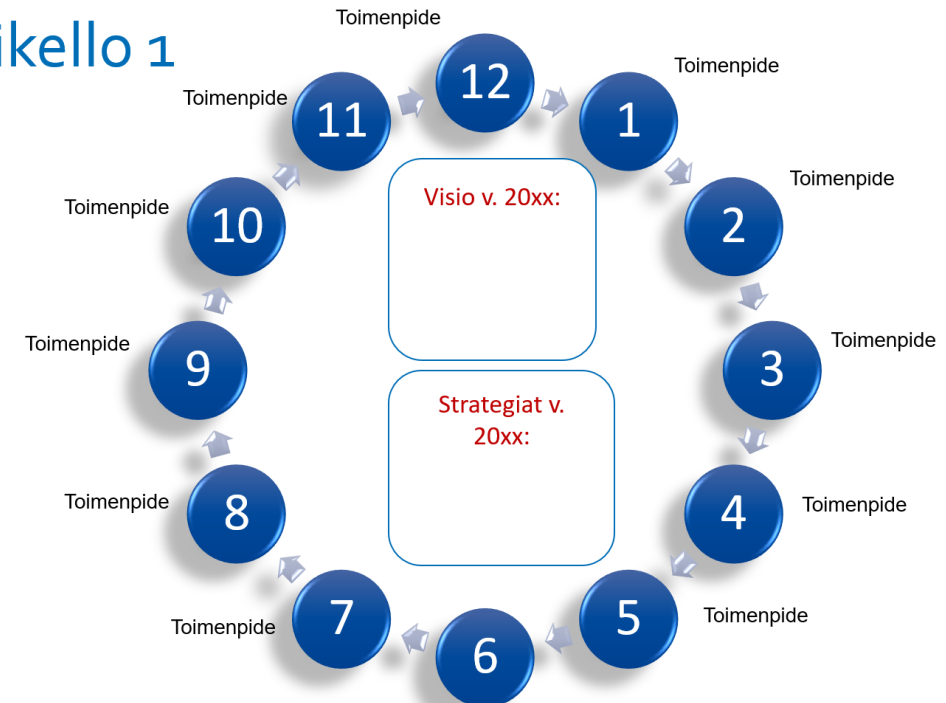 ikello 1
Toimenpide
12
Toimenpide
1
Toimenpide
11
Toimenpide
2
Toimenpide
10
Toimenpide
3
Toimenpide
9
Toimenpide
4
Toimenpide
8
Toimenpide
5
Toimenpide
7
6
Visio v. 20xx:
Strategiat v.
20xx: